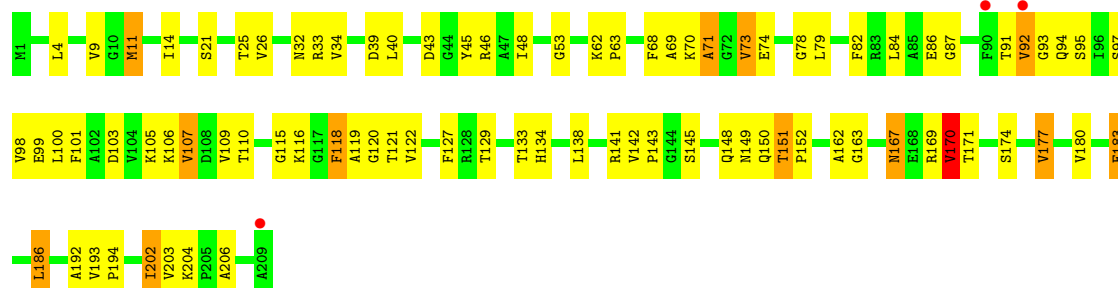 M1 L4 V9 G10 M11 I14 S21 T25 V26 N32 R33 V34 D39 L40 D43 G44 Y45 R46 A47 I48 G53 K62 P63 F68 A69 K70 A71 G72 V73 E74 G78 L79 F82 R83 L84 A85 E86 G87 F90 T91 V92 G93 Q94 S95 I96 S97
V98 E99 L100 F101 A102 D103 V104 K105 K106 V107 D108 V109 T110 G115 K116 G117 F118 A119 G120 T121 V122 F127 R128 T129 T133 H134 L138 R141 V142 P143 G144 S145 Q148 N149 Q150 T151 P152 A162 G163 N167 E168 R169 V170 T171 S174 V177 V180
L186 A192 V193 P194 I202 V203 K204 P205 A206 A209